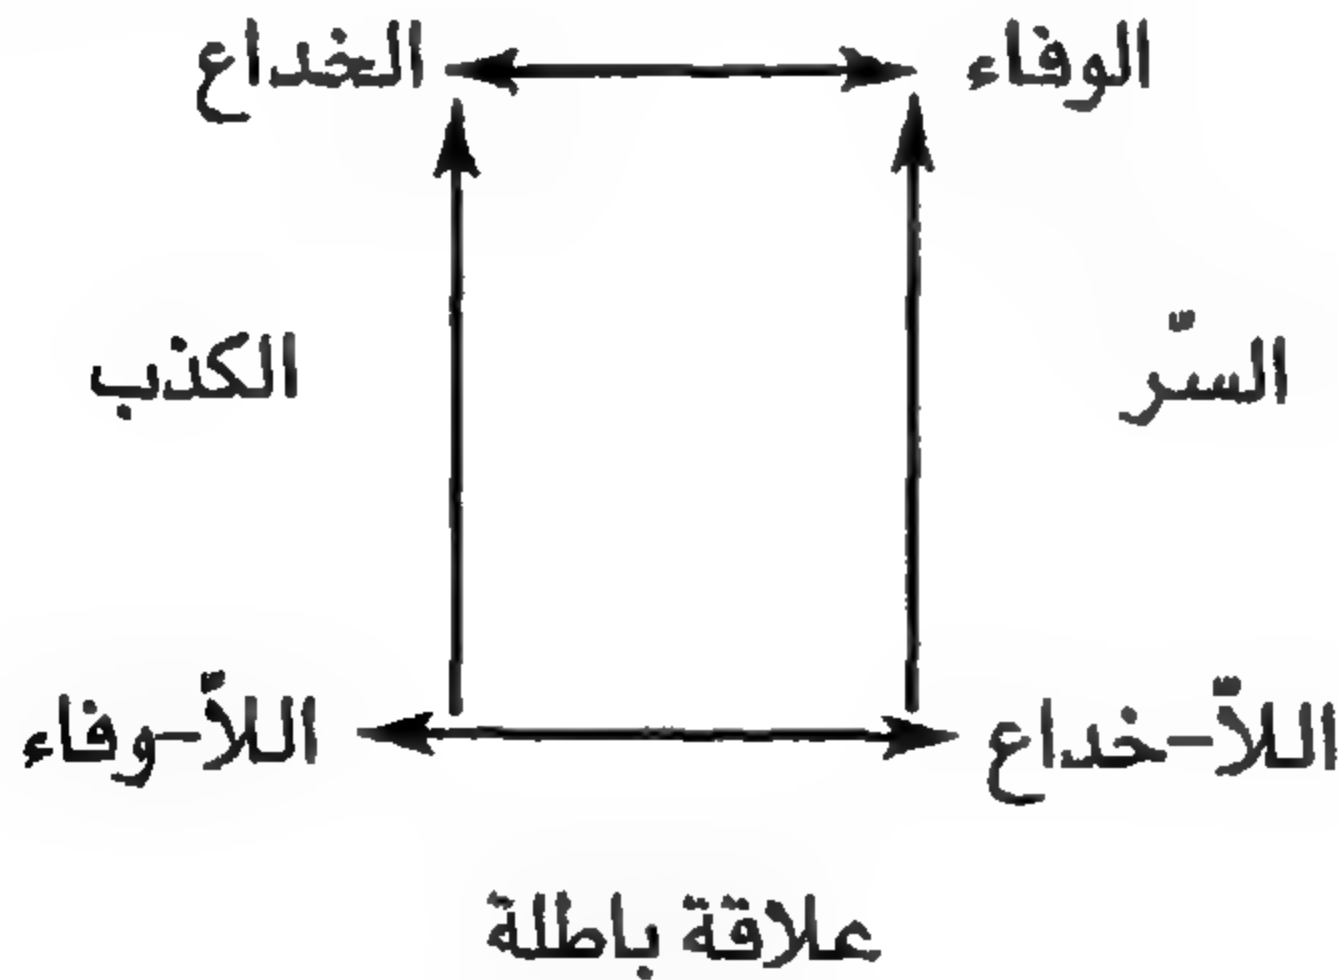 الوفاء الخداع
السّر الكذب
اللاّ-خداع اللاّ-وفاء
علاقة باطلة